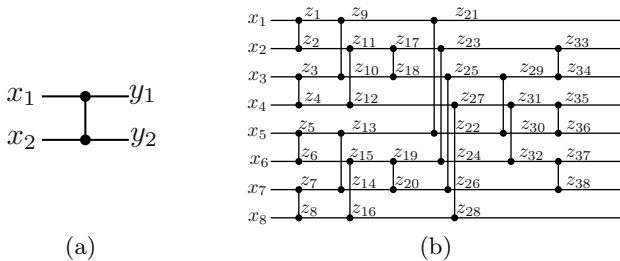 x₁ y₁
x₂ y₂
(a)
x₁ z₁ z₉ z₂₁
x₂ z₂ z₁₁ z₁₇ z₂₃ z₃₃
x₃ z₃ z₁₀ z₁₈ z₂₅ z₂₉ z₃₄
x₄ z₄ z₁₂ z₂₇ z₃₁ z₃₅
x₅ z₅ z₁₃ z₂₂ z₃₀ z₃₆
x₆ z₆ z₁₅ z₁₉ z₂₄ z₃₂ z₃₇
x₇ z₇ z₁₄ z₂₀ z₂₆ z₃₈
x₈ z₈ z₁₆ z₂₈
(b)